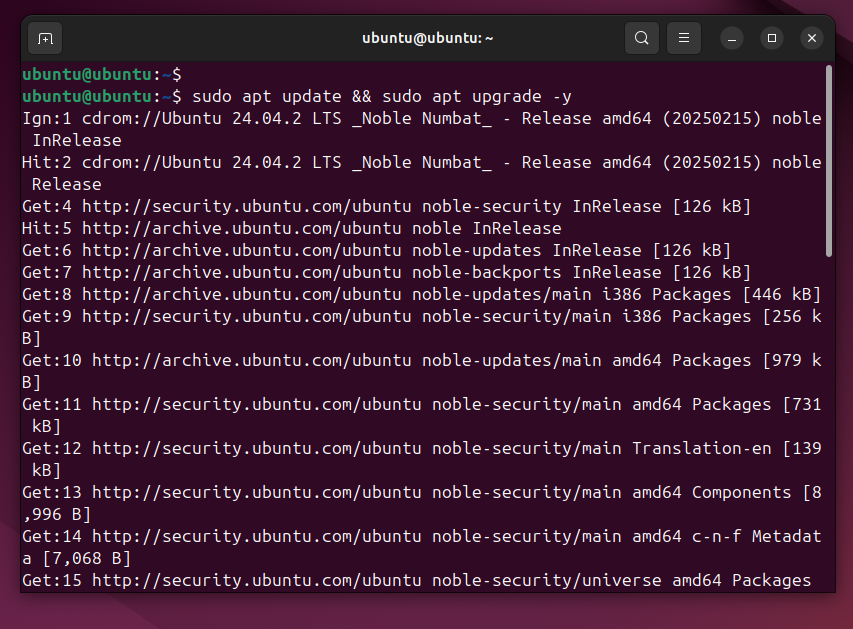 ubuntu@ubuntu: ~
ubuntu@ubuntu:~$
ubuntu@ubuntu:~$ sudo apt update && sudo apt upgrade -y
Ign:1 cdrom://Ubuntu 24.04.2 LTS _Noble Numbat_ - Release amd64 (20250215) noble
 InRelease
Hit:2 cdrom://Ubuntu 24.04.2 LTS _Noble Numbat_ - Release amd64 (20250215) noble
 Release
Get:4 http://security.ubuntu.com/ubuntu noble-security InRelease [126 kB]
Hit:5 http://archive.ubuntu.com/ubuntu noble InRelease
Get:6 http://archive.ubuntu.com/ubuntu noble-updates InRelease [126 kB]
Get:7 http://archive.ubuntu.com/ubuntu noble-backports InRelease [126 kB]
Get:8 http://archive.ubuntu.com/ubuntu noble-updates/main i386 Packages [446 kB]
Get:9 http://security.ubuntu.com/ubuntu noble-security/main i386 Packages [256 k
B]
Get:10 http://archive.ubuntu.com/ubuntu noble-updates/main amd64 Packages [979 k
B]
Get:11 http://security.ubuntu.com/ubuntu noble-security/main amd64 Packages [731
 kB]
Get:12 http://security.ubuntu.com/ubuntu noble-security/main Translation-en [139
 kB]
Get:13 http://security.ubuntu.com/ubuntu noble-security/main amd64 Components [8
,996 B]
Get:14 http://security.ubuntu.com/ubuntu noble-security/main amd64 c-n-f Metadat
a [7,068 B]
Get:15 http://security.ubuntu.com/ubuntu noble-security/universe amd64 Packages